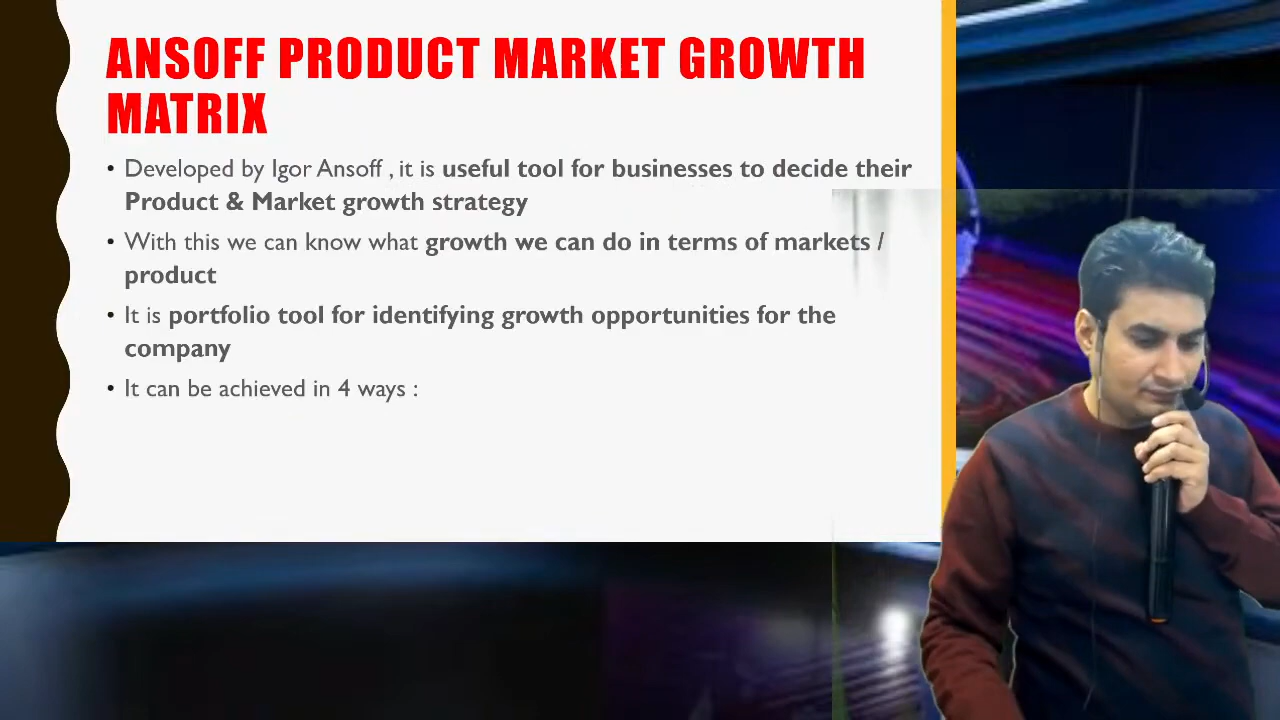 ANSOFF PRODUCT MARKET GROWTH
MATRIX
• Developed by Igor Ansoff , it is useful tool for businesses to decide their
Product & Market growth strategy
• With this we can know what growth we can do in terms of markets /
product
• It is portfolio tool for identifying growth opportunities for the
company
• It can be achieved in 4 ways :